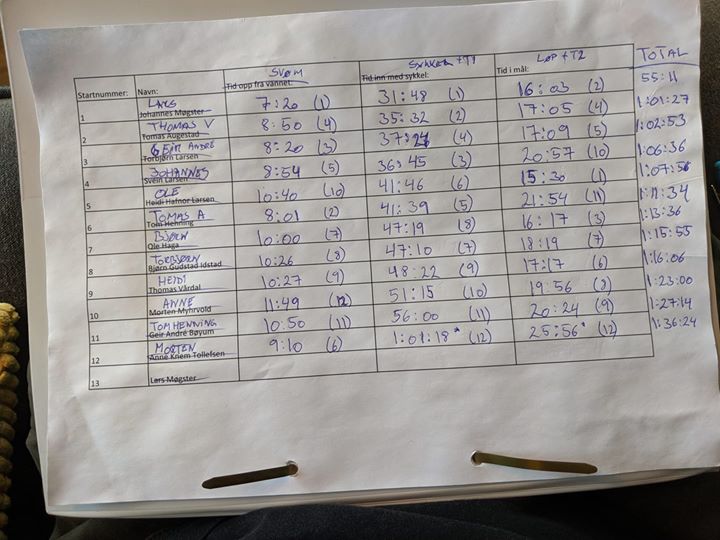 SVØM SYKKEL + T1 LØP + T2 TOTAL
Startnummer: Navn: Tid opp fra vannet: Tid inn med sykkel: Tid i mål:
LARS 7:20 (1) 31:48 (1) 16:03 (2) 55:11
1 Johannes Møgster
THOMAS V 8:50 (4) 35:32 (2) 17:05 (4) 1:01:27
2 Tomas Augestad
GEIR ANDRÉ 8:20 (3) 37:24 (4) 17:09 (5) 1:02:53
3 Torbjørn Larsen
JOHANNES 8:54 (5) 36:45 (3) 20:57 (10) 1:06:36
4 Svein Larsen
OLE 10:40 (10) 41:46 (6) 15:30 (1) 1:07:56
5 Heidi Hafnor Larsen
TOMAS A 8:01 (2) 41:39 (5) 21:54 (11) 1:11:34
6 Tom Henning
BJØRN 10:00 (7) 47:19 (8) 16:17 (3) 1:13:36
7 Ole Haga
TORBJØRN 10:26 (8) 47:10 (7) 18:19 (7) 1:15:55
8 Bjørn Gudstad Idstad
HEIDI 10:27 (9) 48:22 (9) 17:17 (6) 1:16:06
9 Thomas Vårdal
ANNE 11:49 (12) 51:15 (10) 19:56 (8) 1:23:00
10 Morten Myhrvold
TOM HENNING 10:50 (11) 56:00 (11) 20:24 (9) 1:27:14
11 Geir André Bøyum
MORTEN 9:10 (6) 1:01:18* (12) 25:56* (12) 1:36:24
12 Anne Knem Tollefsen
13 Lars Møgster